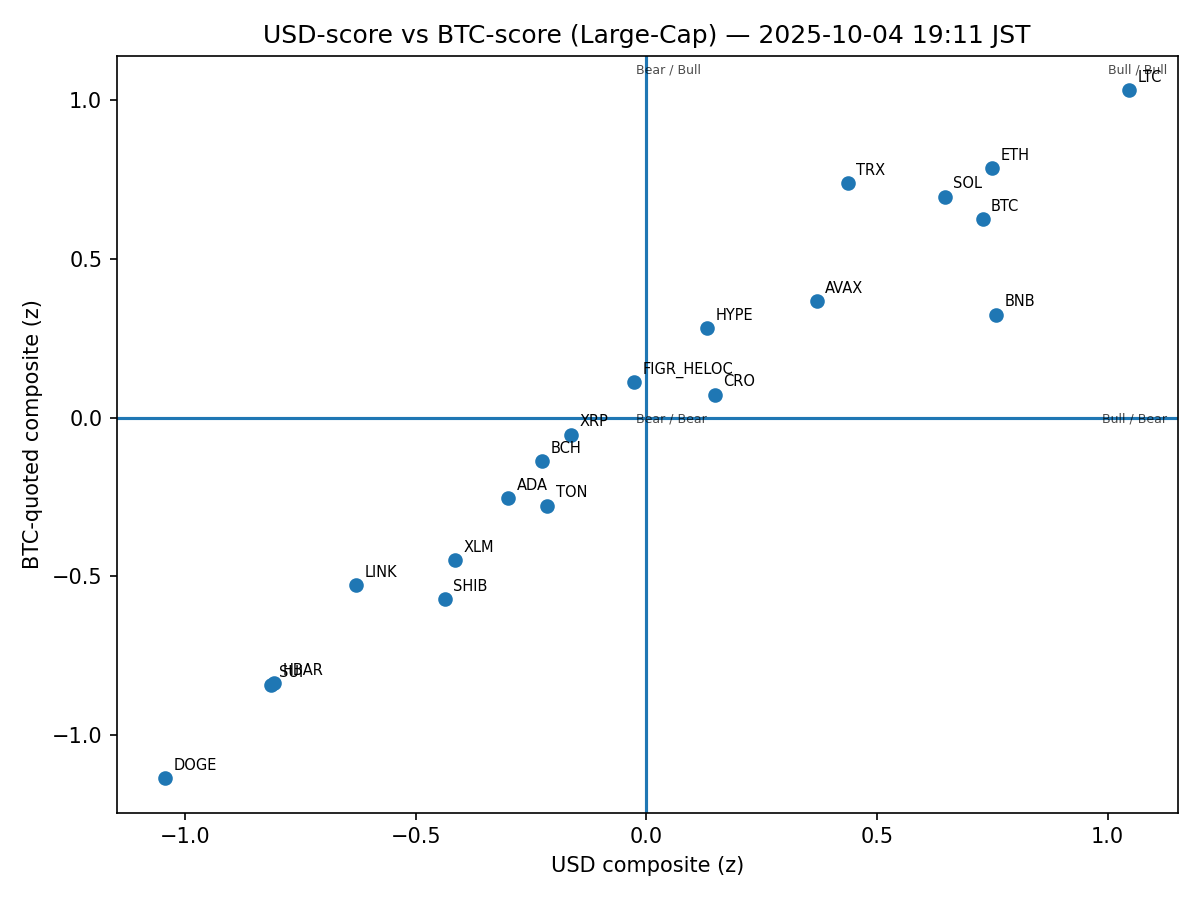 USD-score vs BTC-score (Large-Cap) — 2025-10-04 19:11 JST
Bear / Bull
Bull / Bull
LTC
1.0
ETH
TRX
SOL
BTC
0.5
AVAX
BNB
HYPE
FIGR_HELOC
CRO
0.0
XRP
Bear / Bear
Bull / Bear
BCH
ADA
TON
XLM
LINK
−0.5
SHIB
HBAR
SUI
−1.0
DOGE
−1.0
−0.5
0.0
0.5
1.0
USD composite (z)
BTC-quoted composite (z)